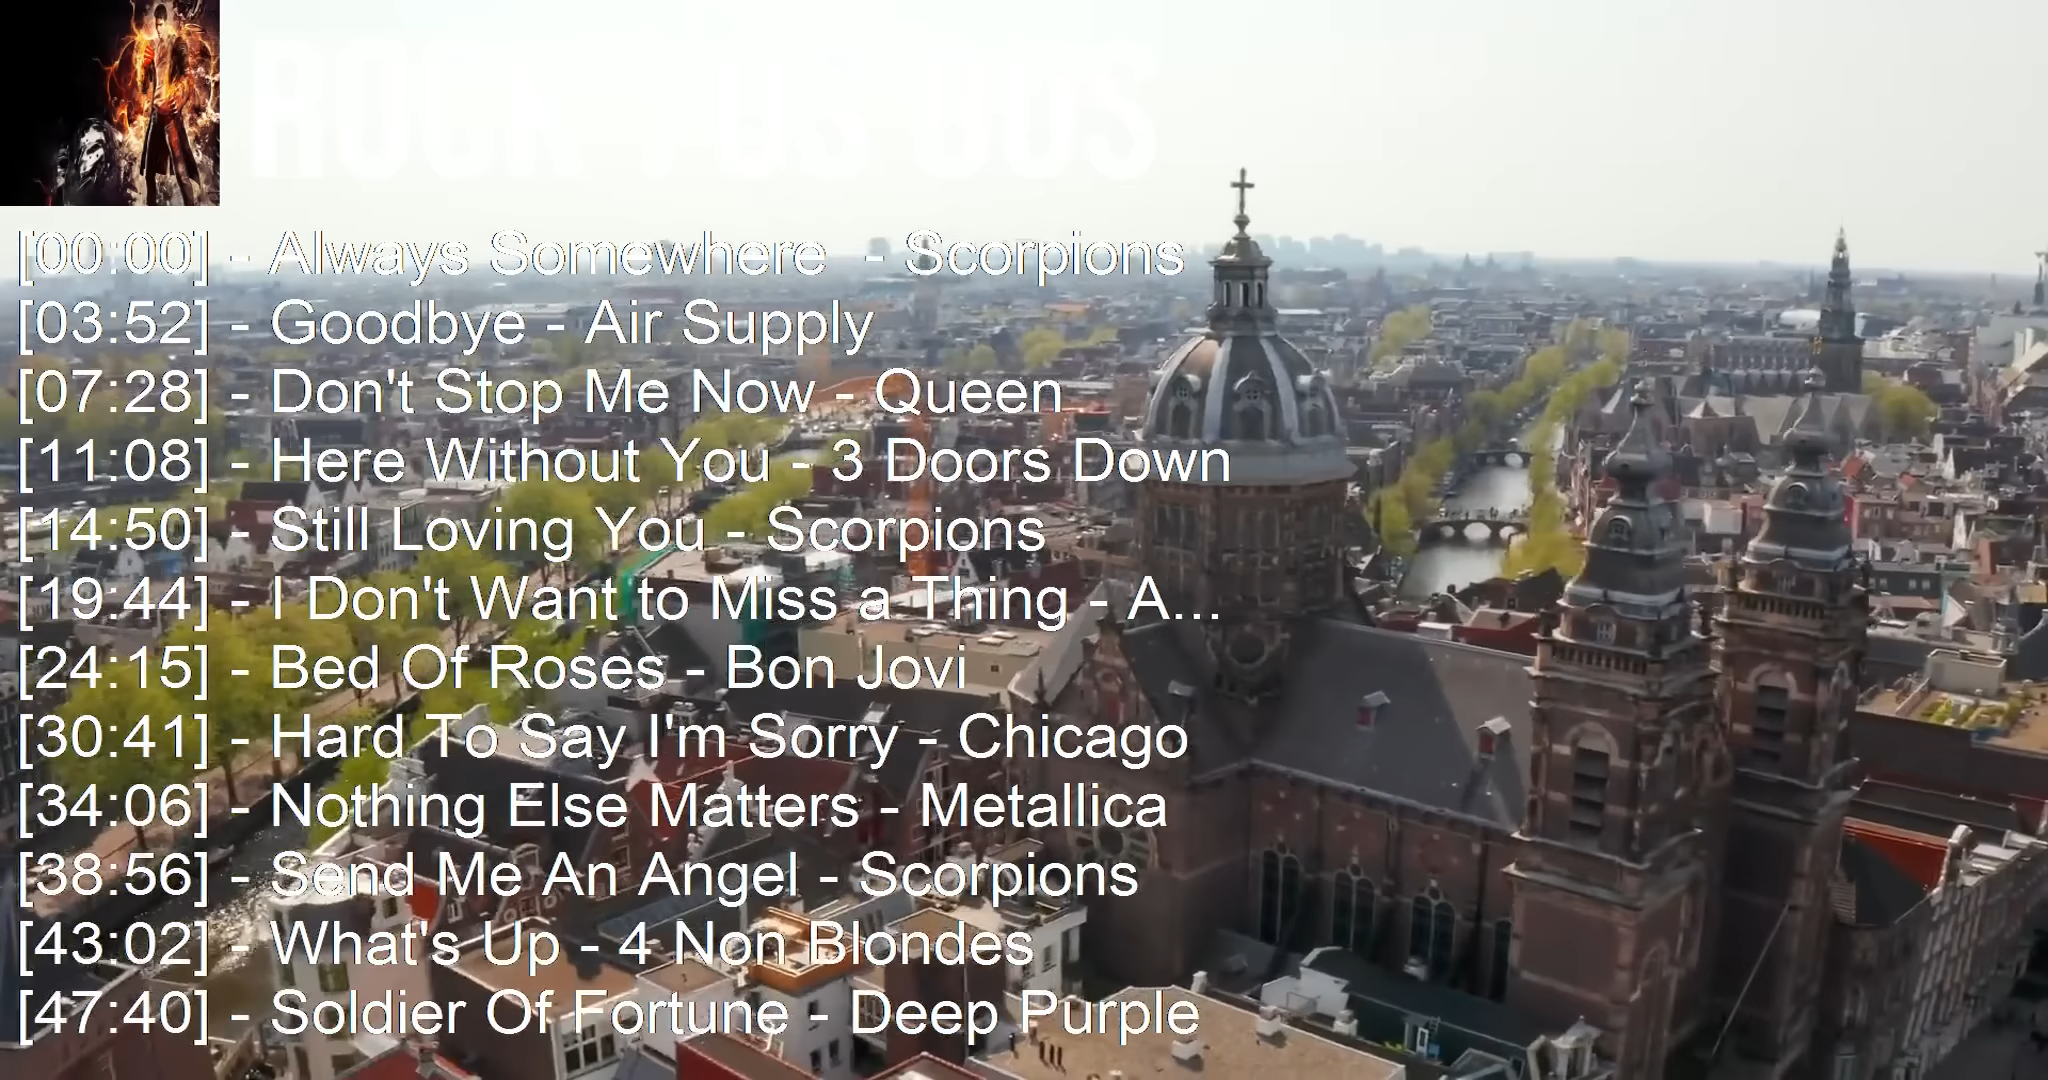 [00:00] - Always Somewhere - Scorpions
[03:52] - Goodbye - Air Supply
[07:28] - Don't Stop Me Now - Queen
[11:08] - Here Without You - 3 Doors Down
[14:50] - Still Loving You - Scorpions
[19:44] - I Don't Want to Miss a Thing - A...
[24:15] - Bed Of Roses - Bon Jovi
[30:41] - Hard To Say I'm Sorry - Chicago
[34:06] - Nothing Else Matters - Metallica
[38:56] - Send Me An Angel - Scorpions
[43:02] - What's Up - 4 Non Blondes
[47:40] - Soldier Of Fortune - Deep Purple